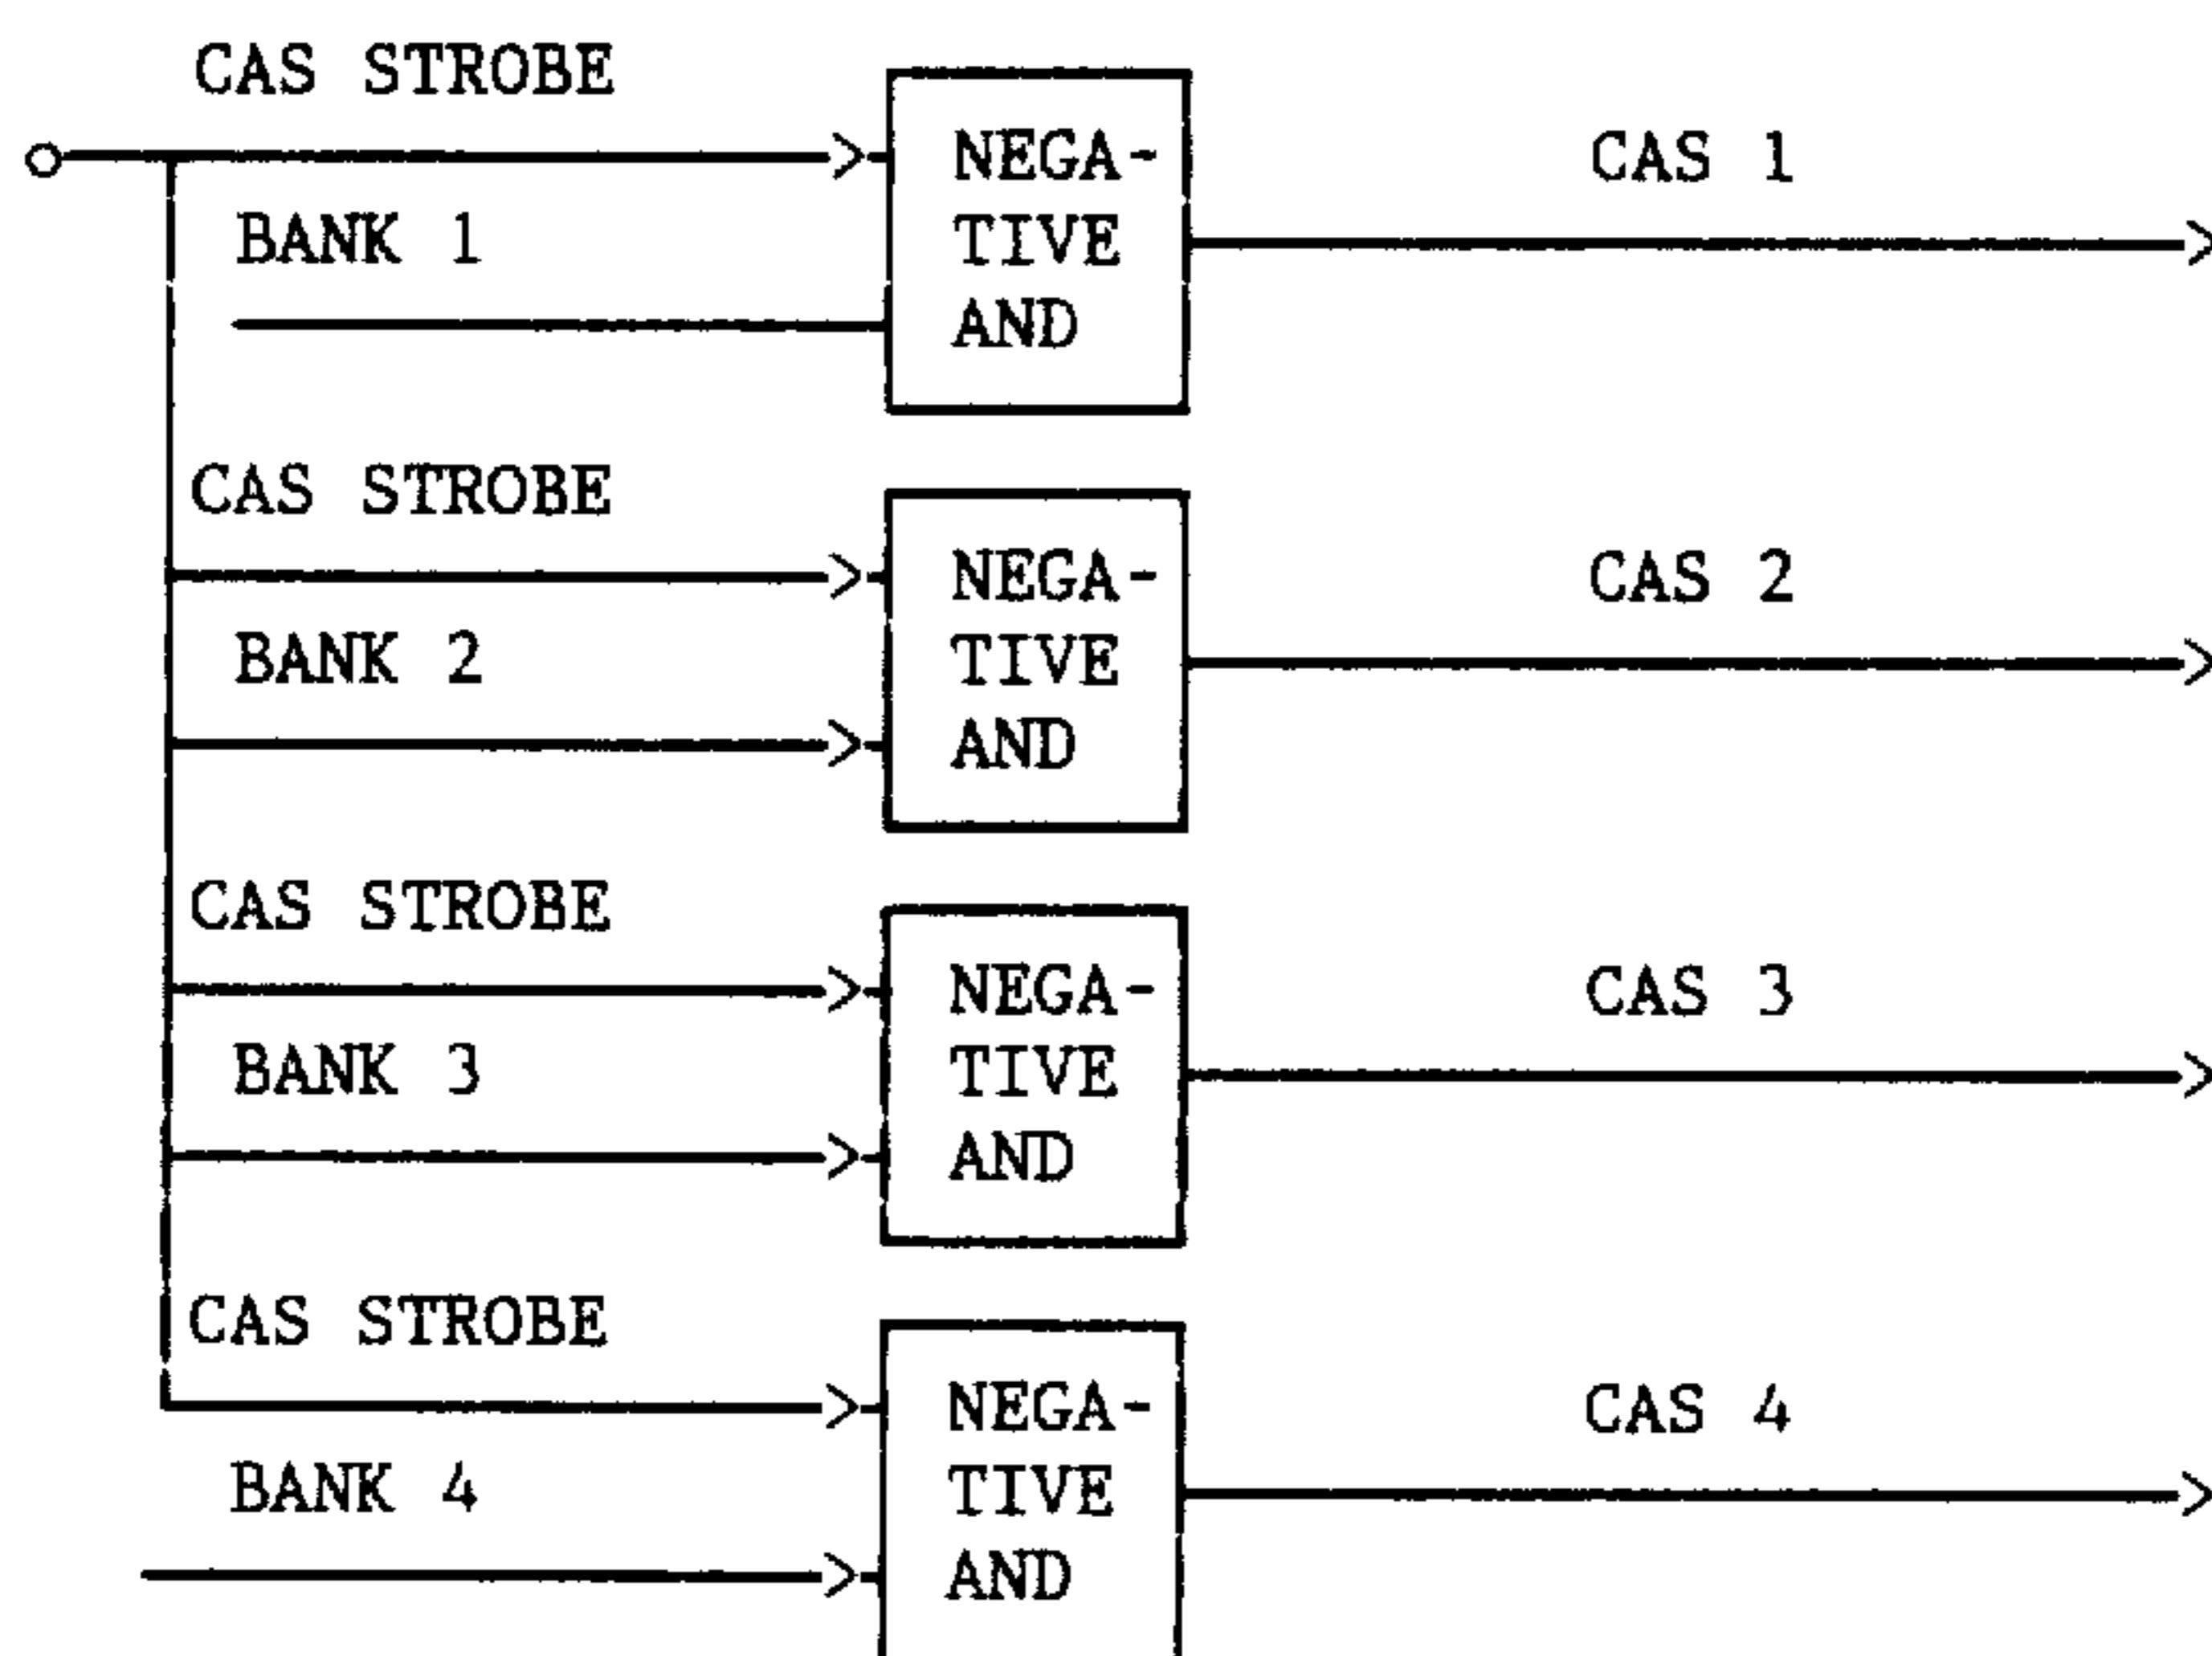 CAS STROBE
NEGA-
TIVE
AND
BANK 1
CAS 1
CAS STROBE
NEGA-
TIVE
AND
BANK 2
CAS 2
CAS STROBE
NEGA-
TIVE
AND
BANK 3
CAS 3
CAS STROBE
NEGA-
TIVE
AND
BANK 4
CAS 4